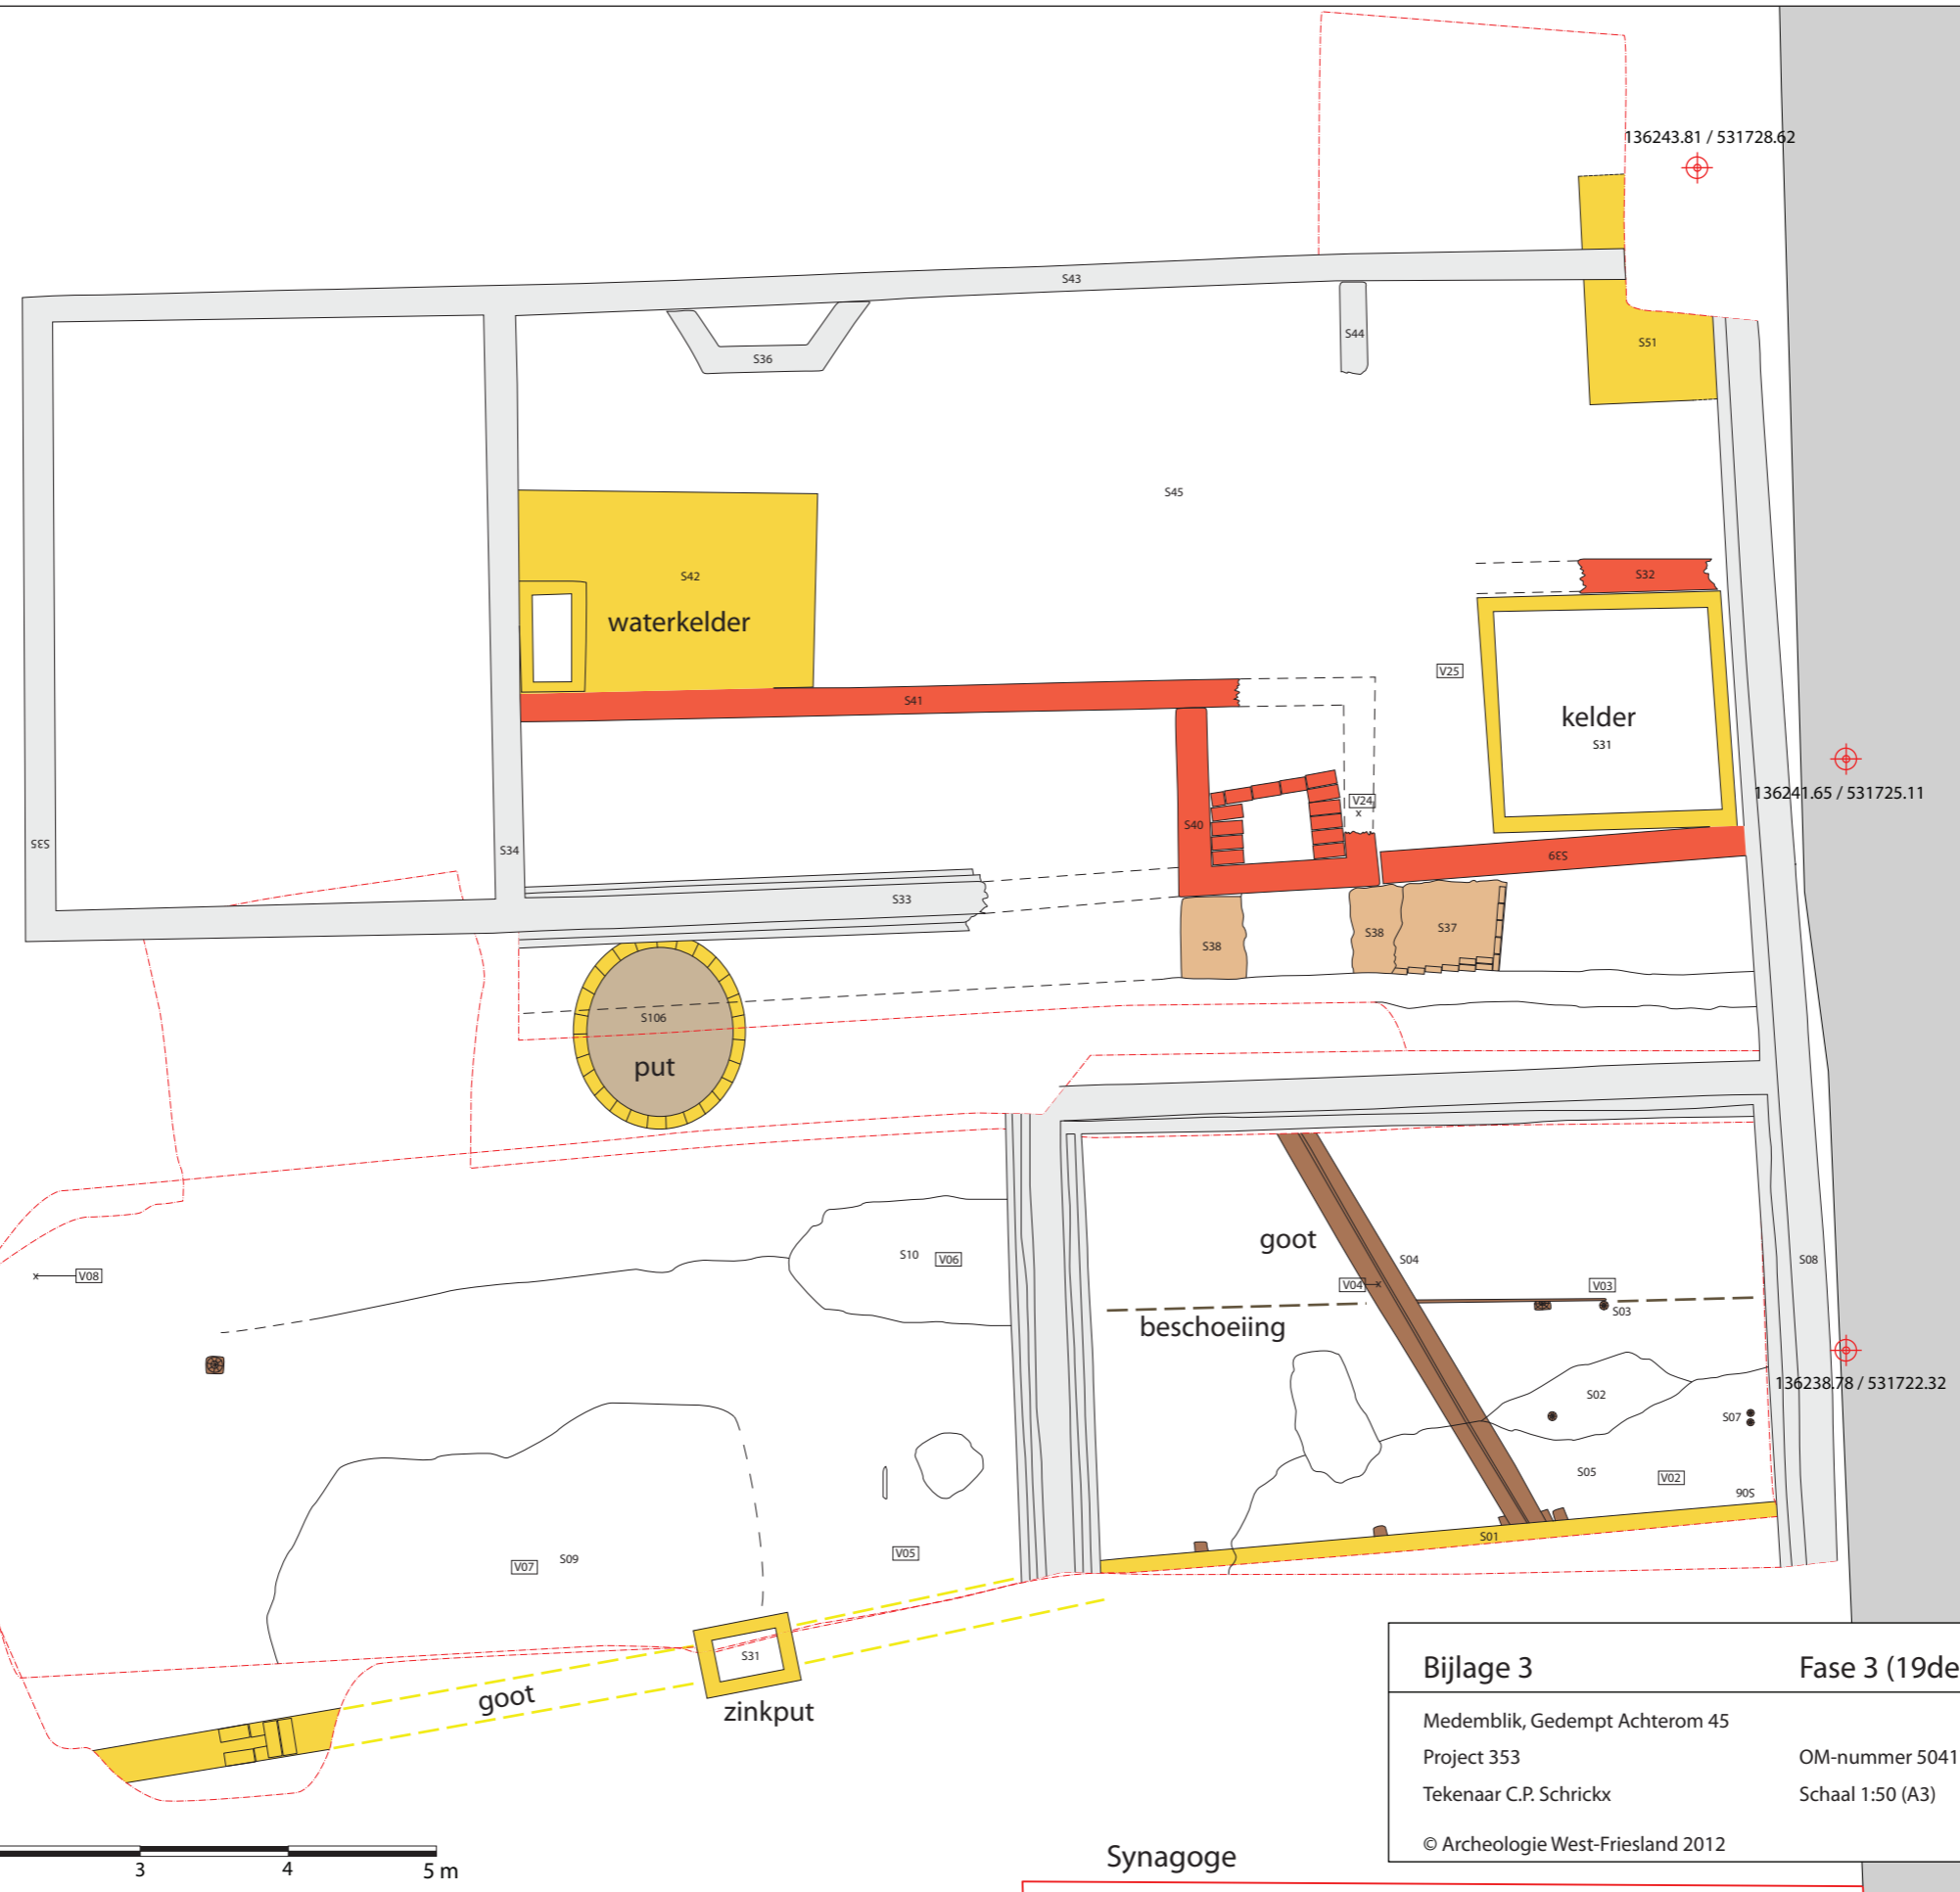 136243.81 / 531728.62
S43
S36
S44
S51
S45
S42
waterkelder
S32
V25
S41
kelder
S31
136241.65 / 531725.11
V24
x
S40
S35
S34
S39
S33
S38
S38
S37
S106
put
S10
V06
goot
S04
S08
x
V08
V04
x
V03
S03
beschoeiing
136238.78 / 531722.32
S02
S07
S05
V02
S06
S01
V07
S09
V05
S31
goot
zinkput
Bijlage 3
Fase 3 (19de
Medemblik, Gedempt Achterom 45
Project 353
OM-nummer 5041
Tekenaar C.P. Schrickx
Schaal 1:50 (A3)
© Archeologie West-Friesland 2012
3
4
5 m
Synagoge